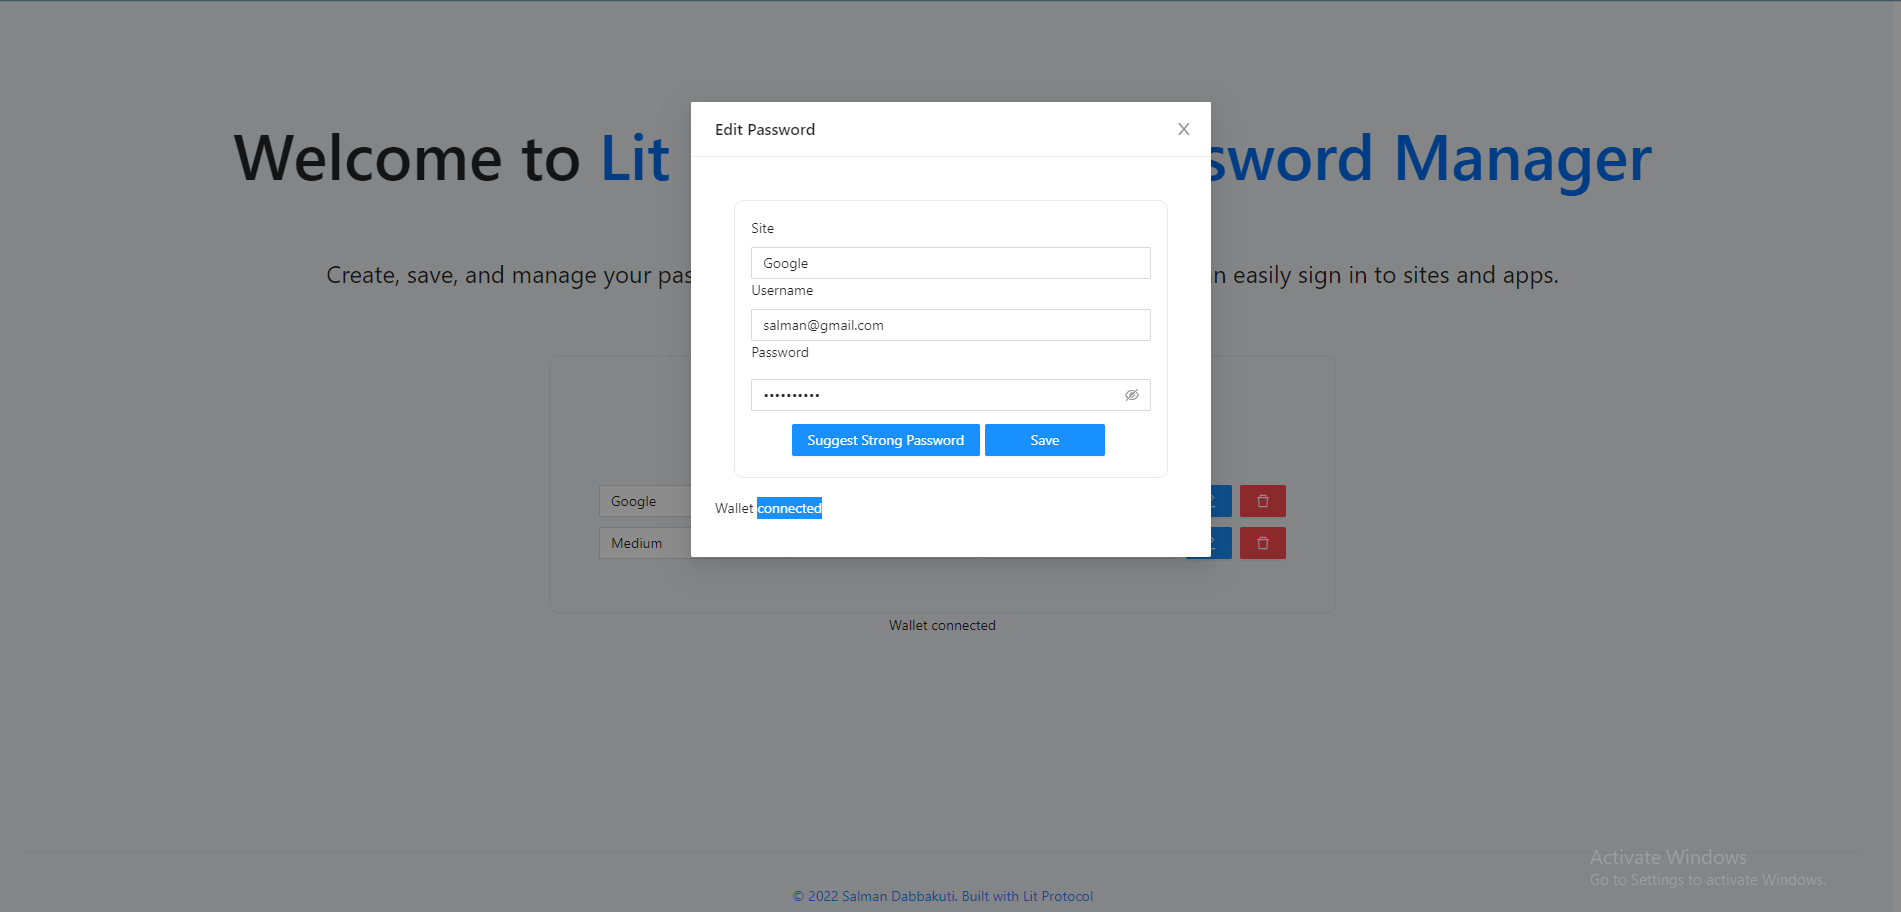 Welcome to Lit
sword Manager
Create, save, and manage your pas
n easily sign in to sites and apps.
Edit Password
Site
Google
Username
salman@gmail.com
Password
••••••••••
Suggest Strong Password
Save
Wallet connected
Google
Medium
Wallet connected
Activate Windows
Go to Settings to activate Windows.
© 2022 Salman Dabbakuti. Built with Lit Protocol